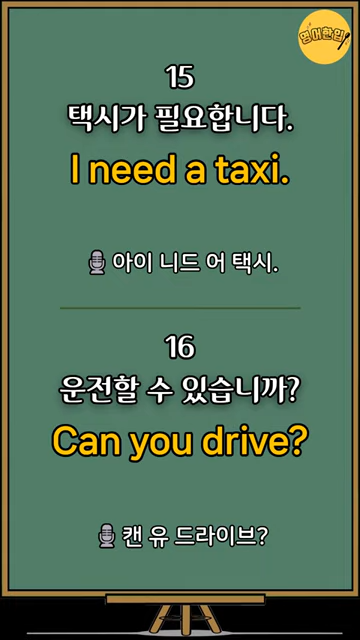 영어한입
15
택시가 필요합니다.
I need a taxi.
아이 니드 어 택시.
16
운전할 수 있습니까?
Can you drive?
캔 유 드라이브?